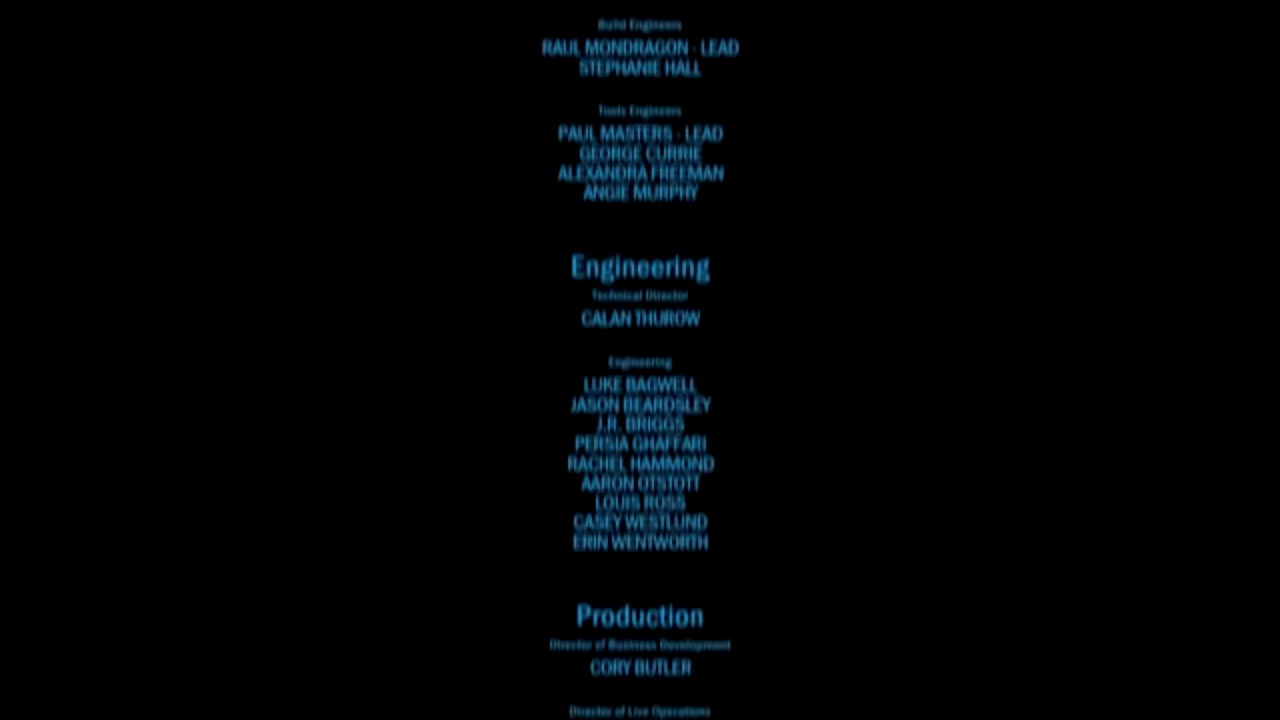 Build Engineers
RAUL MONDRAGON - LEAD
STEPHANIE HALL
Tools Engineers
PAUL MASTERS - LEAD
GEORGE CURRIE
ALEXANDRA FREEMAN
ANGIE MURPHY
Engineering
Technical Director
CALAN THUROW
Engineering
LUKE BAGWELL
JASON BEARDSLEY
J.R. BRIGGS
PERSIA GHAFFARI
RACHEL HAMMOND
AARON OTSTOTT
LOUIS ROSS
CASEY WESTLUND
ERIN WENTWORTH
Production
Director of Business Development
CORY BUTLER
Director of Live Operations